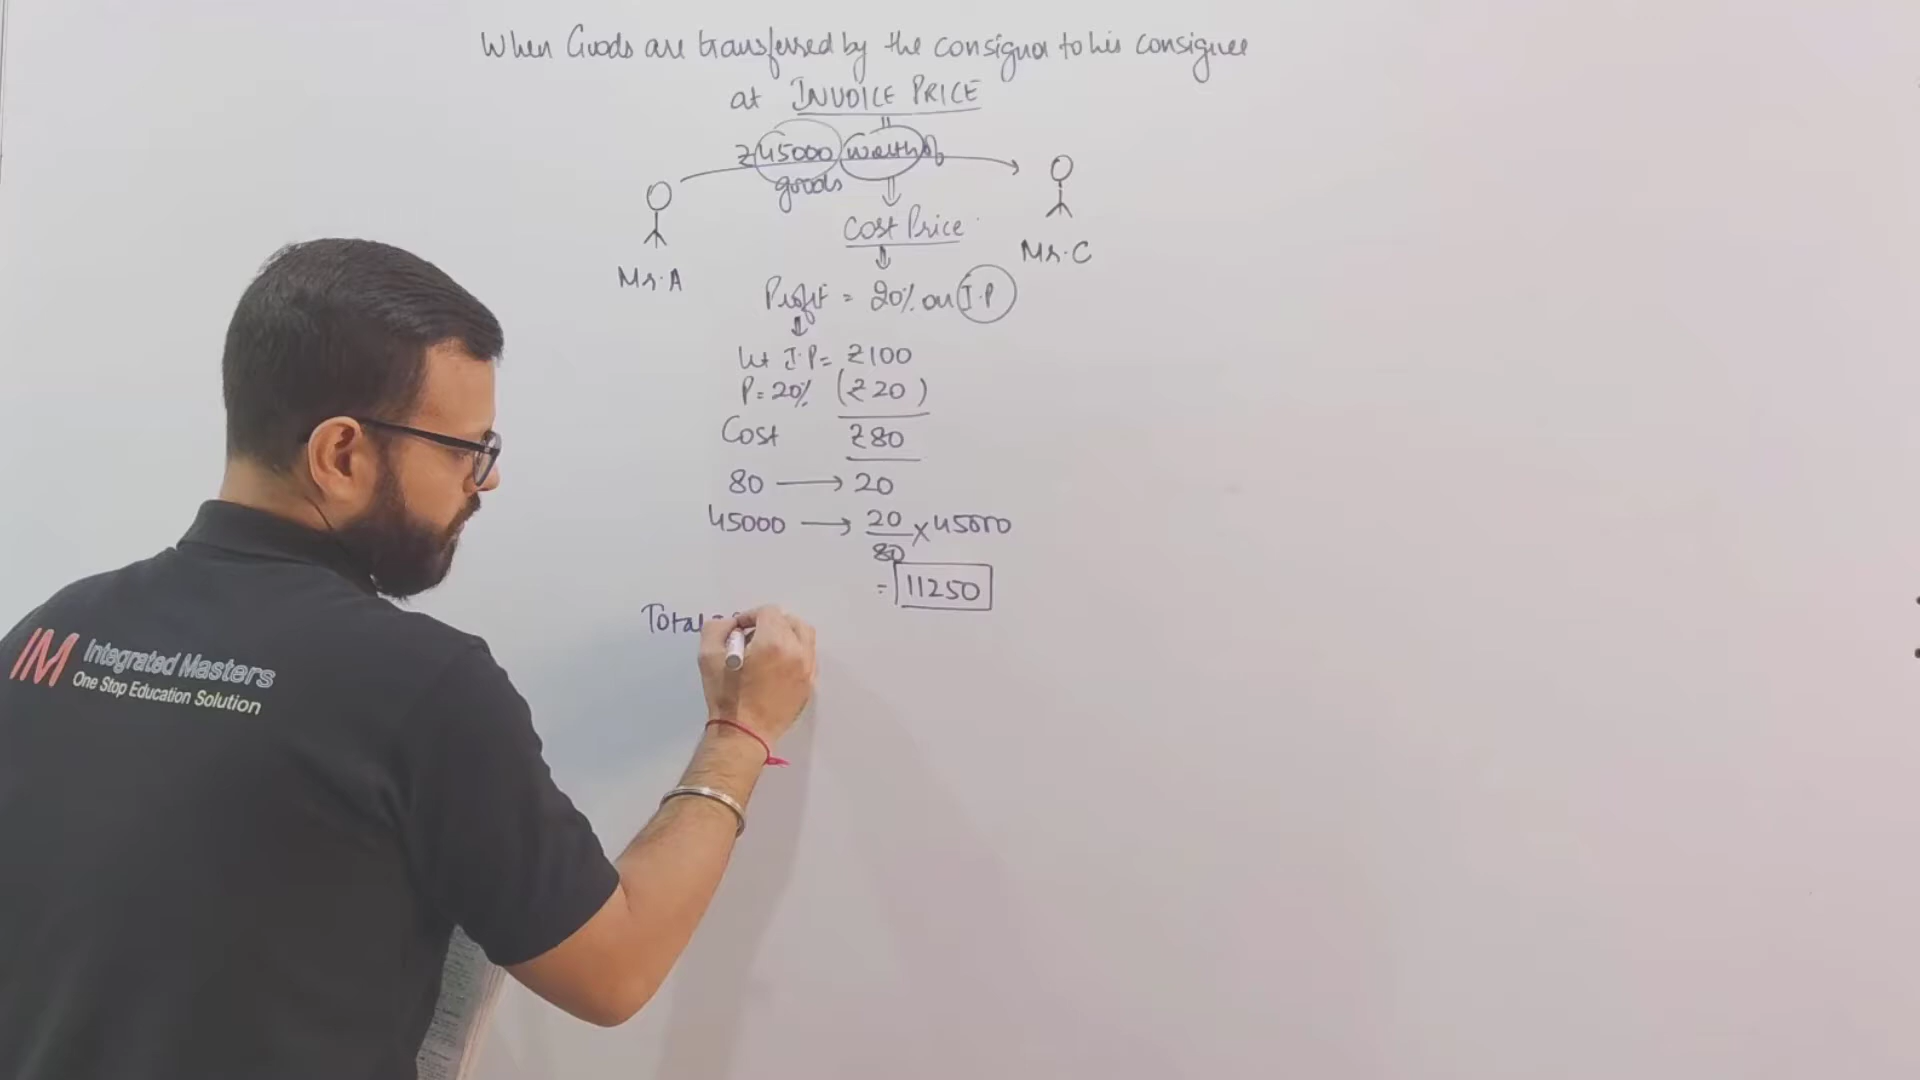 When Goods are transferred by the consignor to his consignee
at INVOICE PRICE
₹45000 worth of
goods
Cost Price
Mr. A
Mr. C
Profit = 20% on I.P
let I.P = ₹100
P = 20% (₹20)
Cost ₹80
80 → 20
45000 → 20/80 × 45000
= 11250
Total
IM Integrated Masters
One Stop Education Solution